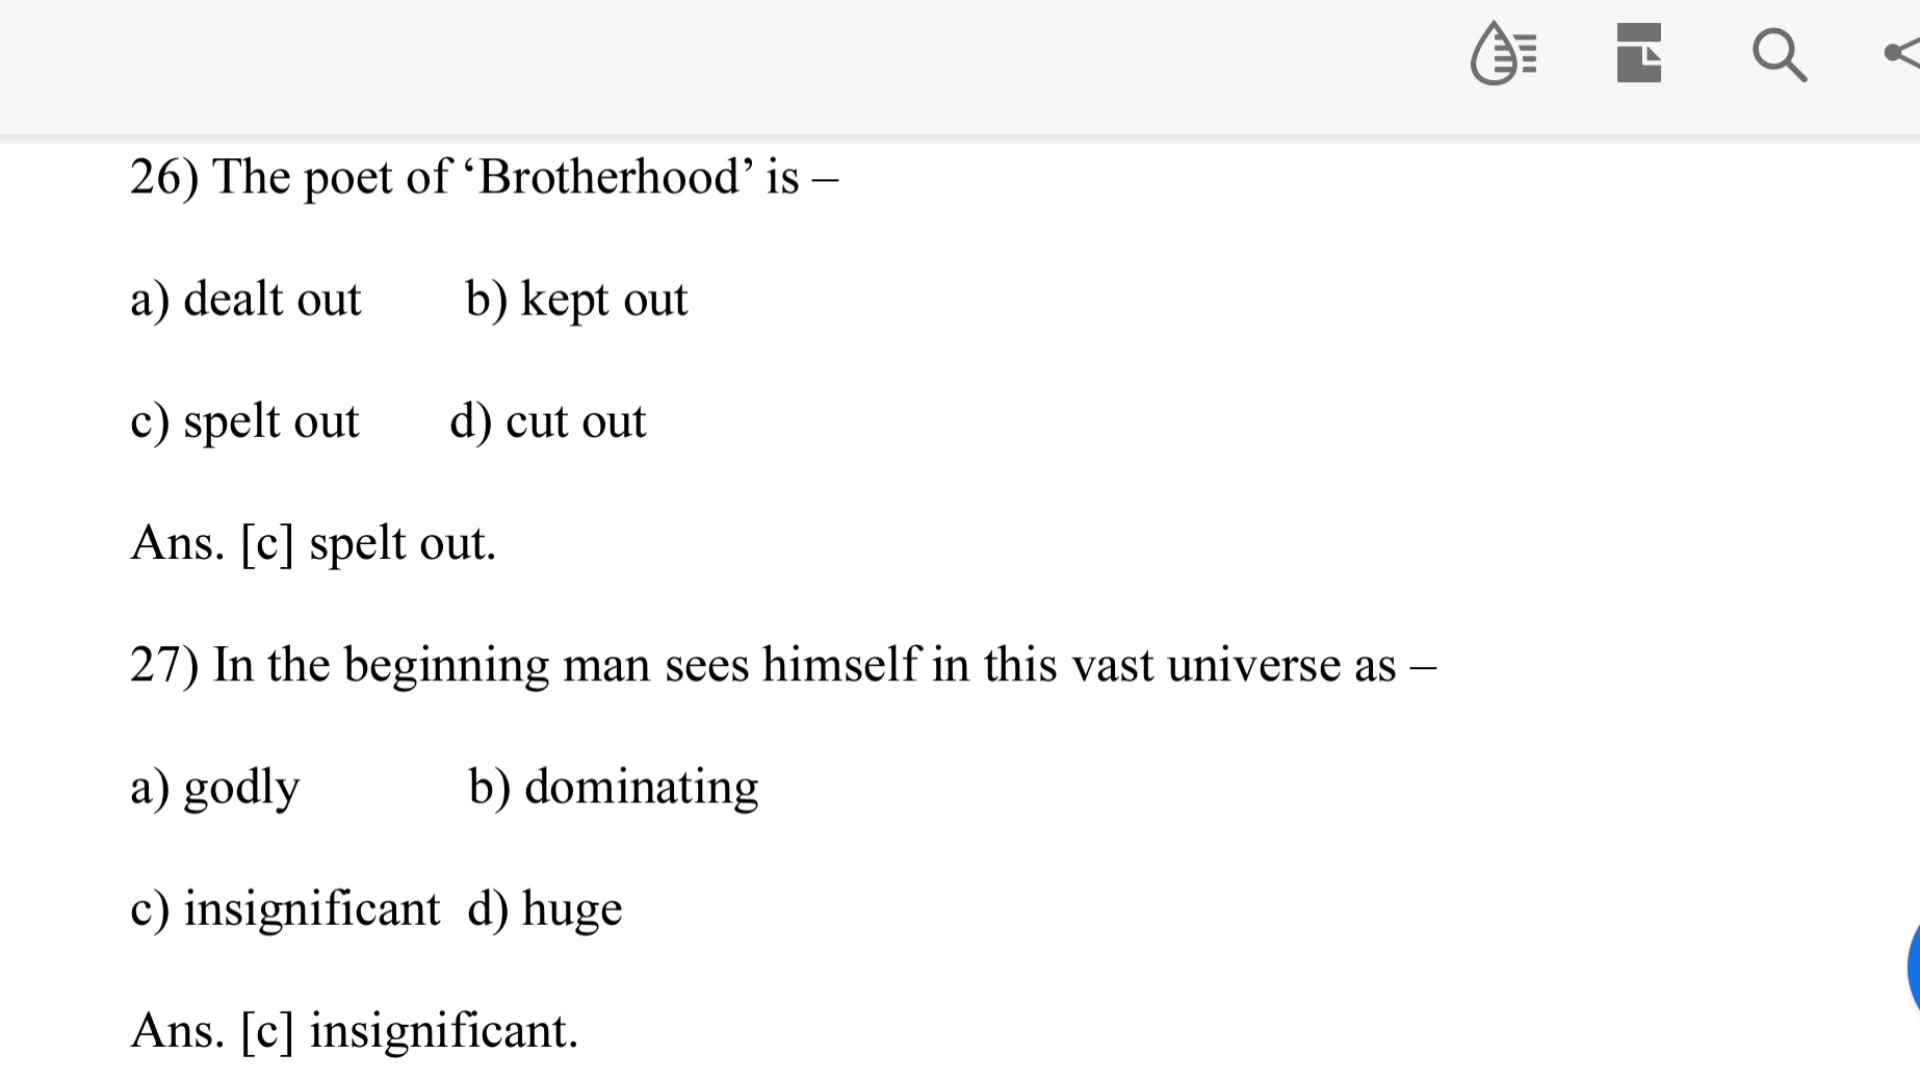 26) The poet of ‘Brotherhood’ is –
a) dealt out b) kept out
c) spelt out d) cut out
Ans. [c] spelt out.
27) In the beginning man sees himself in this vast universe as –
a) godly b) dominating
c) insignificant d) huge
Ans. [c] insignificant.